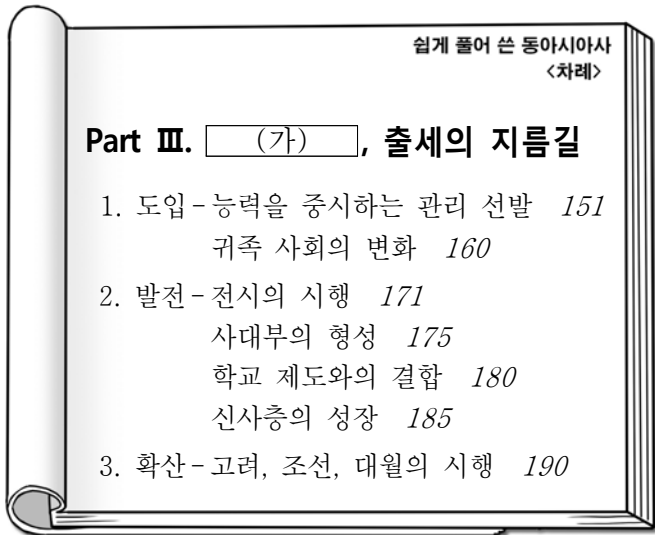 쉽게 풀어 쓴 동아시아사
<차례>
Part Ⅲ. (가), 출세의 지름길
1. 도입-능력을 중시하는 관리 선발 151
귀족 사회의 변화 160
2. 발전-전시의 시행 171
사대부의 형성 175
학교 제도와의 결합 180
신사층의 성장 185
3. 확산-고려, 조선, 대월의 시행 190